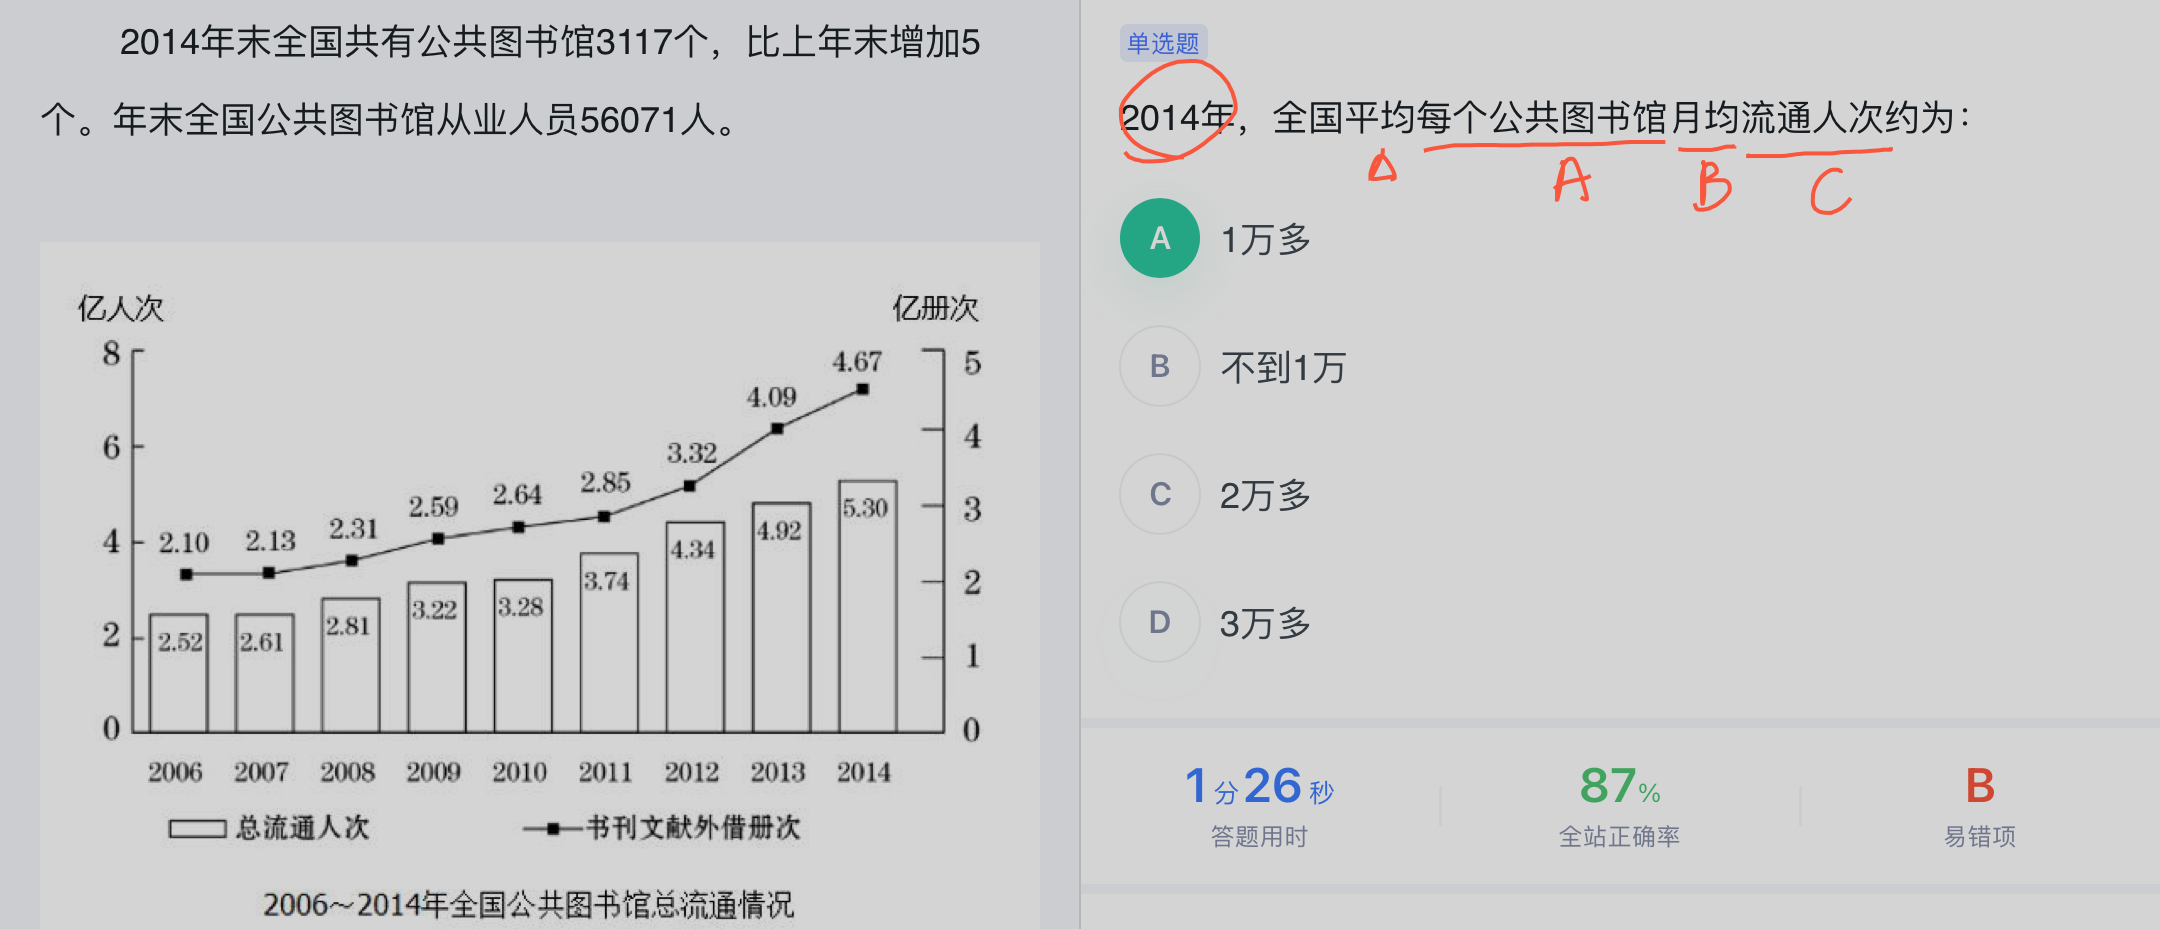 2014年末全国共有公共图书馆3117个，比上年末增加5
个。年末全国公共图书馆从业人员56071人。
亿人次
亿册次
8
6
4
2
0
5
4
3
2
1
0
2.10
2.13
2.31
2.59
2.64
2.85
3.32
4.09
4.67
2.52
2.61
2.81
3.22
3.28
3.74
4.34
4.92
5.30
2006 2007 2008 2009 2010 2011 2012 2013 2014
总流通人次 书刊文献外借册次
2006～2014年全国公共图书馆总流通情况
单选题
2014年，全国平均每个公共图书馆月均流通人次约为：
A B C
A 1万多
B 不到1万
C 2万多
D 3万多
1分26秒
答题用时
87%
全站正确率
B
易错项